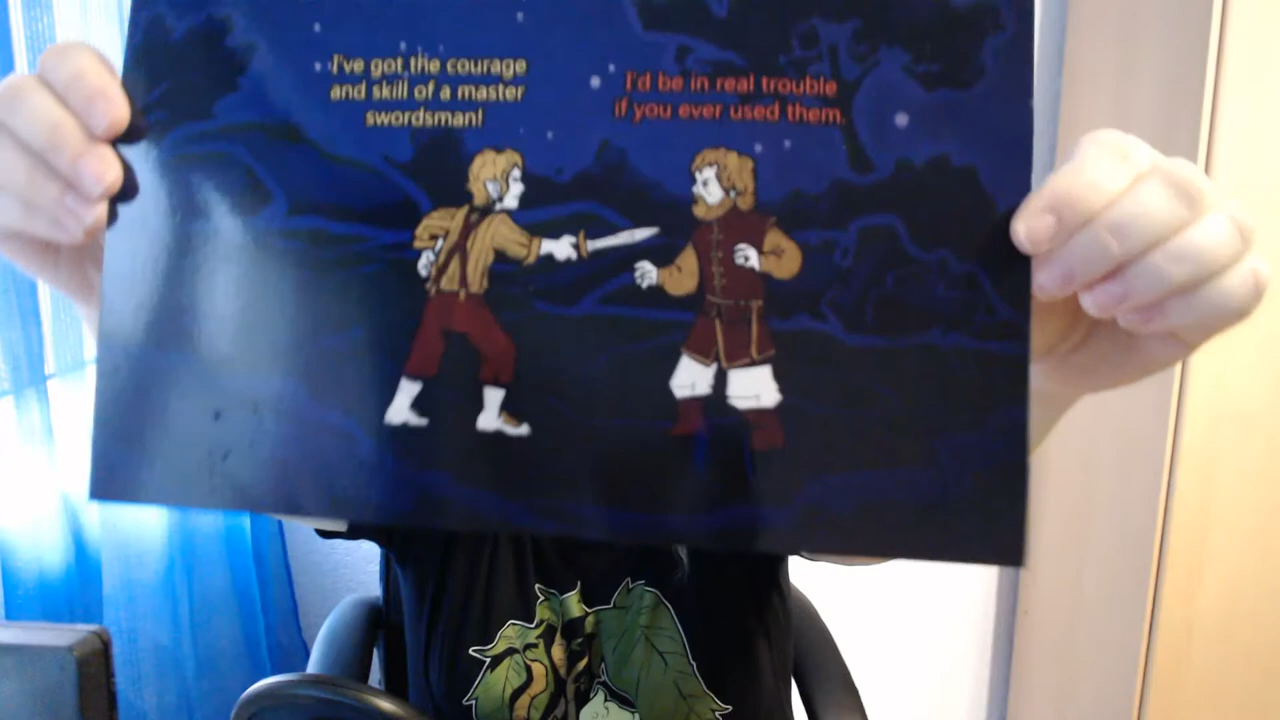 I've got the courage
and skill of a master
swordsman!
I'd be in real trouble
if you ever used them.